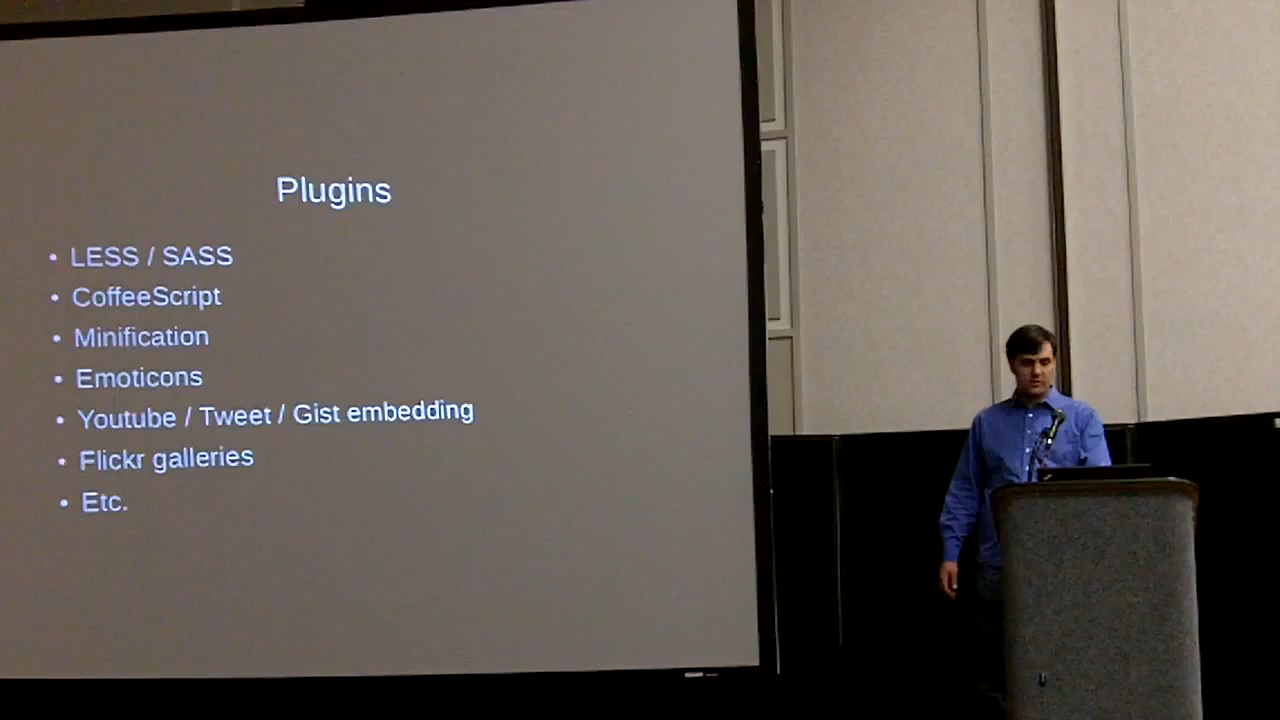 Plugins
• LESS / SASS
• CoffeeScript
• Minification
• Emoticons
• Youtube / Tweet / Gist embedding
• Flickr galleries
• Etc.